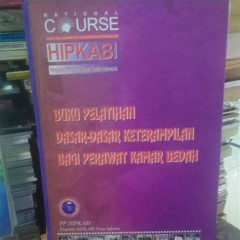 NATIONAL
COURSE
HIPKABI
BUKU PELATIHAN
DASAR-DASAR KETERAMPILAN
BAGI PERAWAT KAMAR BEDAH
PP HIPKABI